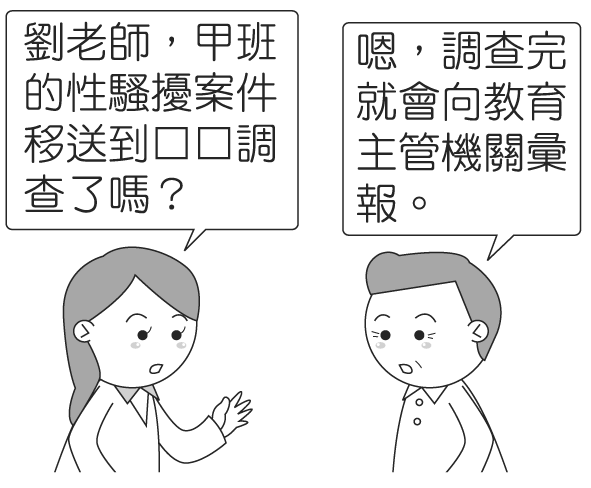 劉老師，甲班
的性騷擾案件
移送到□□調
查了嗎？
嗯，調查完
就會向教育
主管機關彙
報。